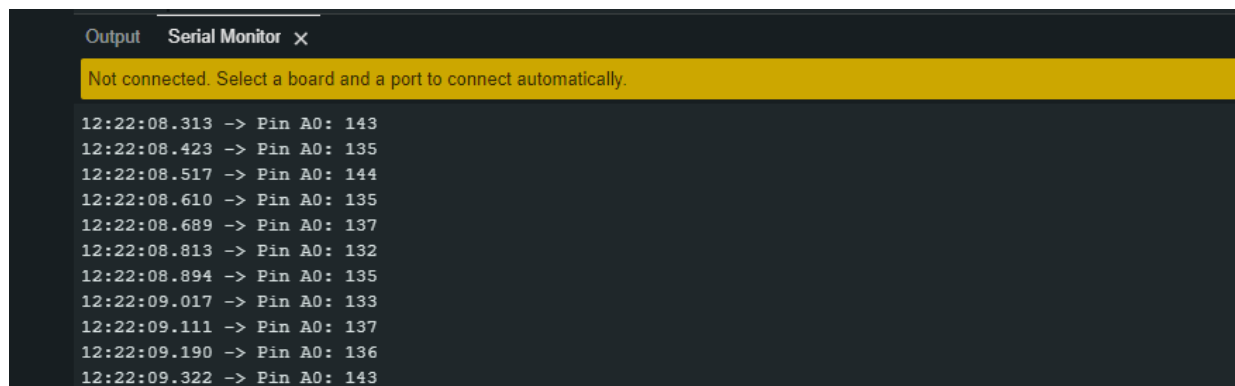 Output Serial Monitor ×
Not connected. Select a board and a port to connect automatically.
12:22:08.313 -> Pin A0: 143
12:22:08.423 -> Pin A0: 135
12:22:08.517 -> Pin A0: 144
12:22:08.610 -> Pin A0: 135
12:22:08.689 -> Pin A0: 137
12:22:08.813 -> Pin A0: 132
12:22:08.894 -> Pin A0: 135
12:22:09.017 -> Pin A0: 133
12:22:09.111 -> Pin A0: 137
12:22:09.190 -> Pin A0: 136
12:22:09.322 -> Pin A0: 143